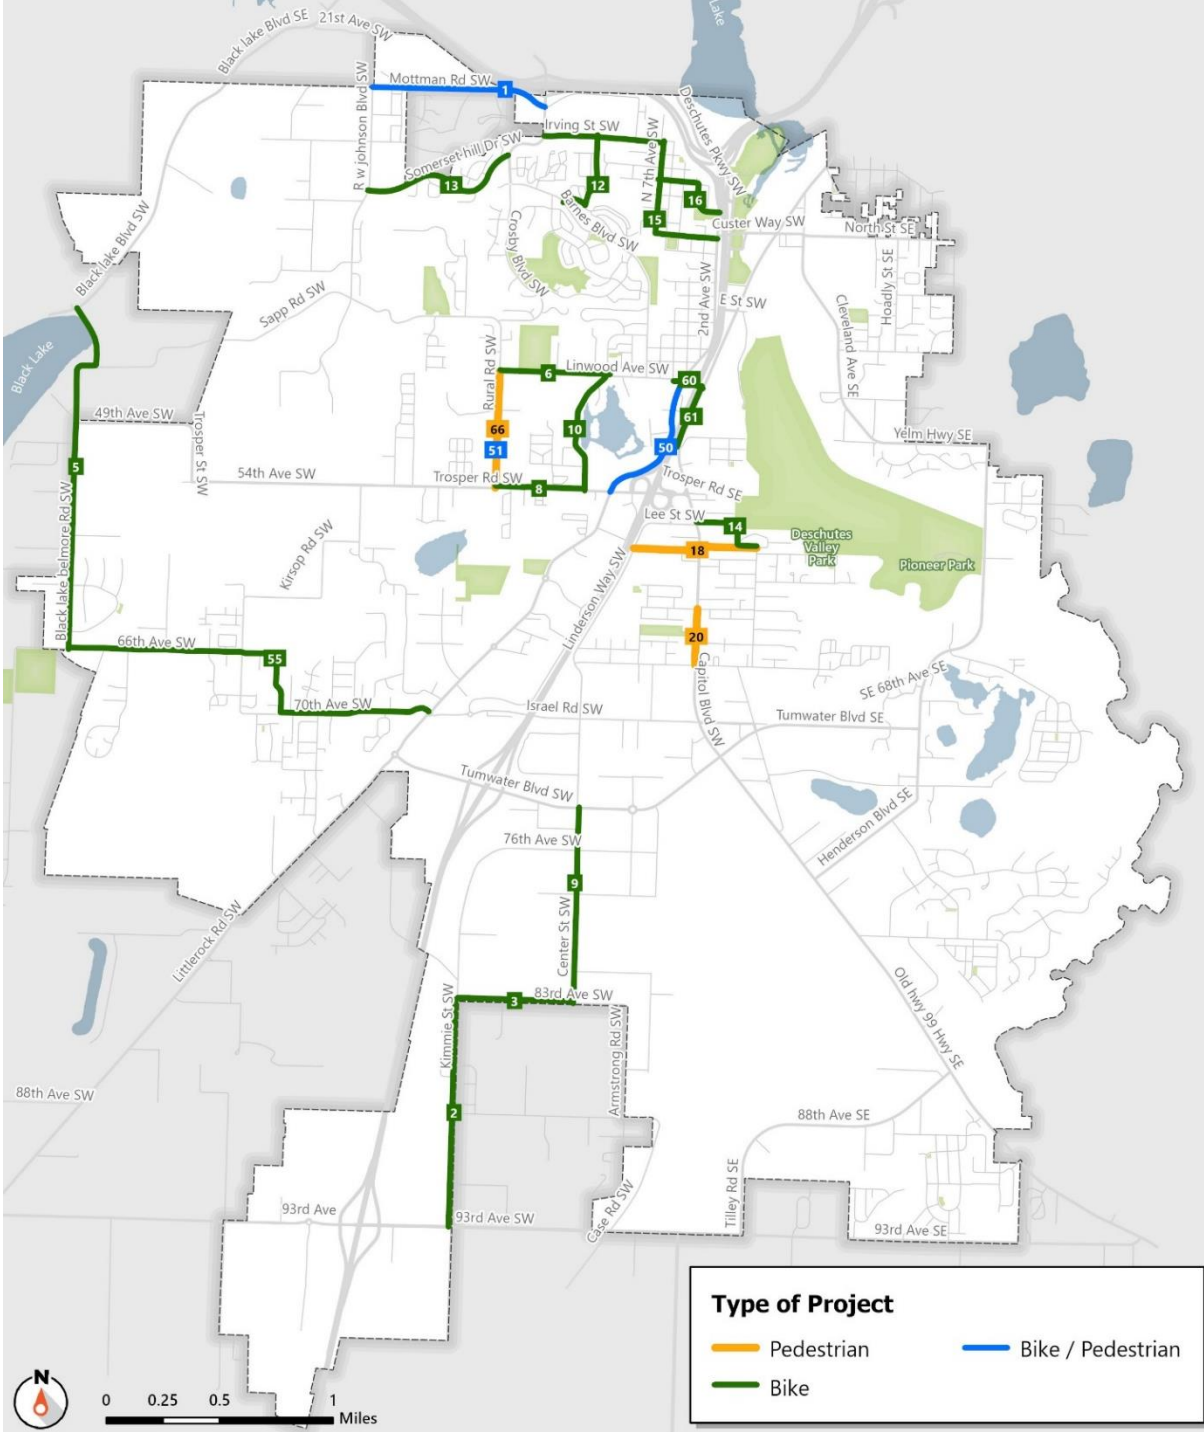 Black lake Blvd SE
21st Ave SW
Lake
Mottman Rd SW
1
R w johnson Blvd SW
Deschutes Pkwy SW
Irving St SW
Somerset hill Dr SW
N 7th Ave SW
13
12
16
15
Barnes Blvd SW
Custer Way SW
North St SE
Black lake Blvd SW
Crosby Blvd SW
2nd Ave SW
Hoadly St SE
E St SW
Sapp Rd SW
Cleveland Ave SE
Black Lake
Rural Rd SW
Linwood Ave SW
6
60
61
49th Ave SW
Trosper St SW
66
10
51
50
Yelm Hwy SE
5
54th Ave SW
Trosper Rd SW
8
Trosper Rd SE
Lee St SW
14
Deschutes
Valley
Park
Pioneer Park
18
Kirsop Rd SW
Black lake belmore Rd SW
Linderson Way SW
20
66th Ave SW
55
Capitol Blvd SW
SE 68th Ave SE
70th Ave SW
Israel Rd SW
Tumwater Blvd SE
Tumwater Blvd SW
76th Ave SW
Henderson Blvd SE
9
Center St SW
Littlerock Rd SW
83rd Ave SW
3
Kimmie St SW
Armstrong Rd SW
Old hwy 99 Hwy SE
88th Ave SW
2
88th Ave SE
Tilley Rd SE
Case Rd SW
93rd Ave
93rd Ave SW
93rd Ave SE
Type of Project
Pedestrian
Bike / Pedestrian
Bike
N
0 0.25 0.5 1
Miles